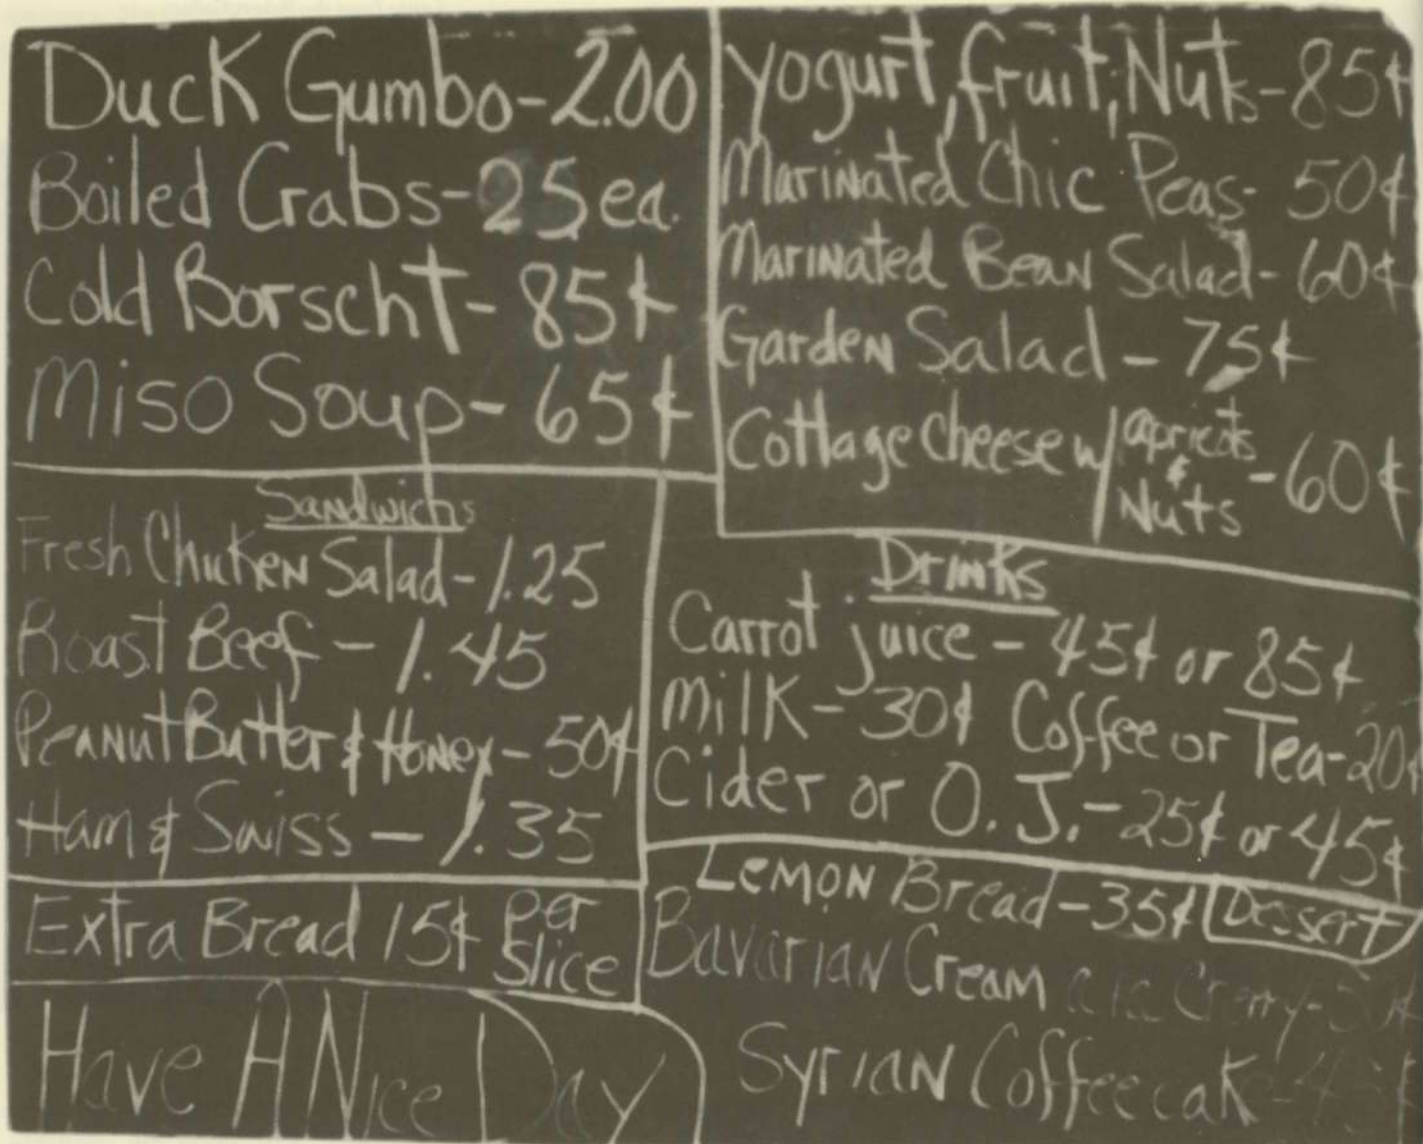 Duck Gumbo-2.00
Boiled Crabs-25ea.
Cold Borscht-85¢
Miso Soup-65¢
Yogurt, fruit, Nuts-85¢
Marinated Chic Peas-50¢
Marinated Bean Salad-60¢
Garden Salad-75¢
Cottage cheese w/ apricots
& Nuts -60¢
Sandwichs
Fresh Chicken Salad-1.25
Roast Beef-1.45
Peanut Butter & Honey-50¢
Ham & Swiss-1.35
Extra Bread 15¢ per
slice
Have A Nice Day
Drinks
Carrot juice-45¢ or 85¢
Milk-30¢ Coffee or Tea-20¢
Cider or O.J.-25¢ or 45¢
Lemon Bread-35¢ Dessert
Bavarian Cream
Syrian Coffeecak